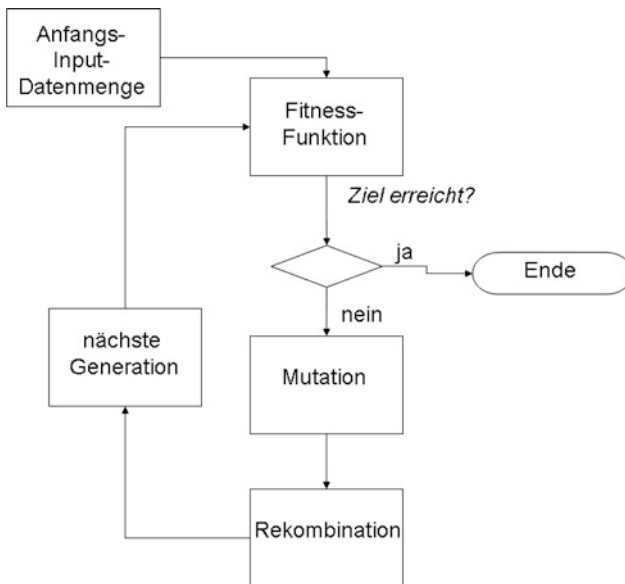 Anfangs-
Input-
Datenmenge
Fitness-
Funktion
Ziel erreicht?
ja
Ende
nein
nächste
Generation
Mutation
Rekombination